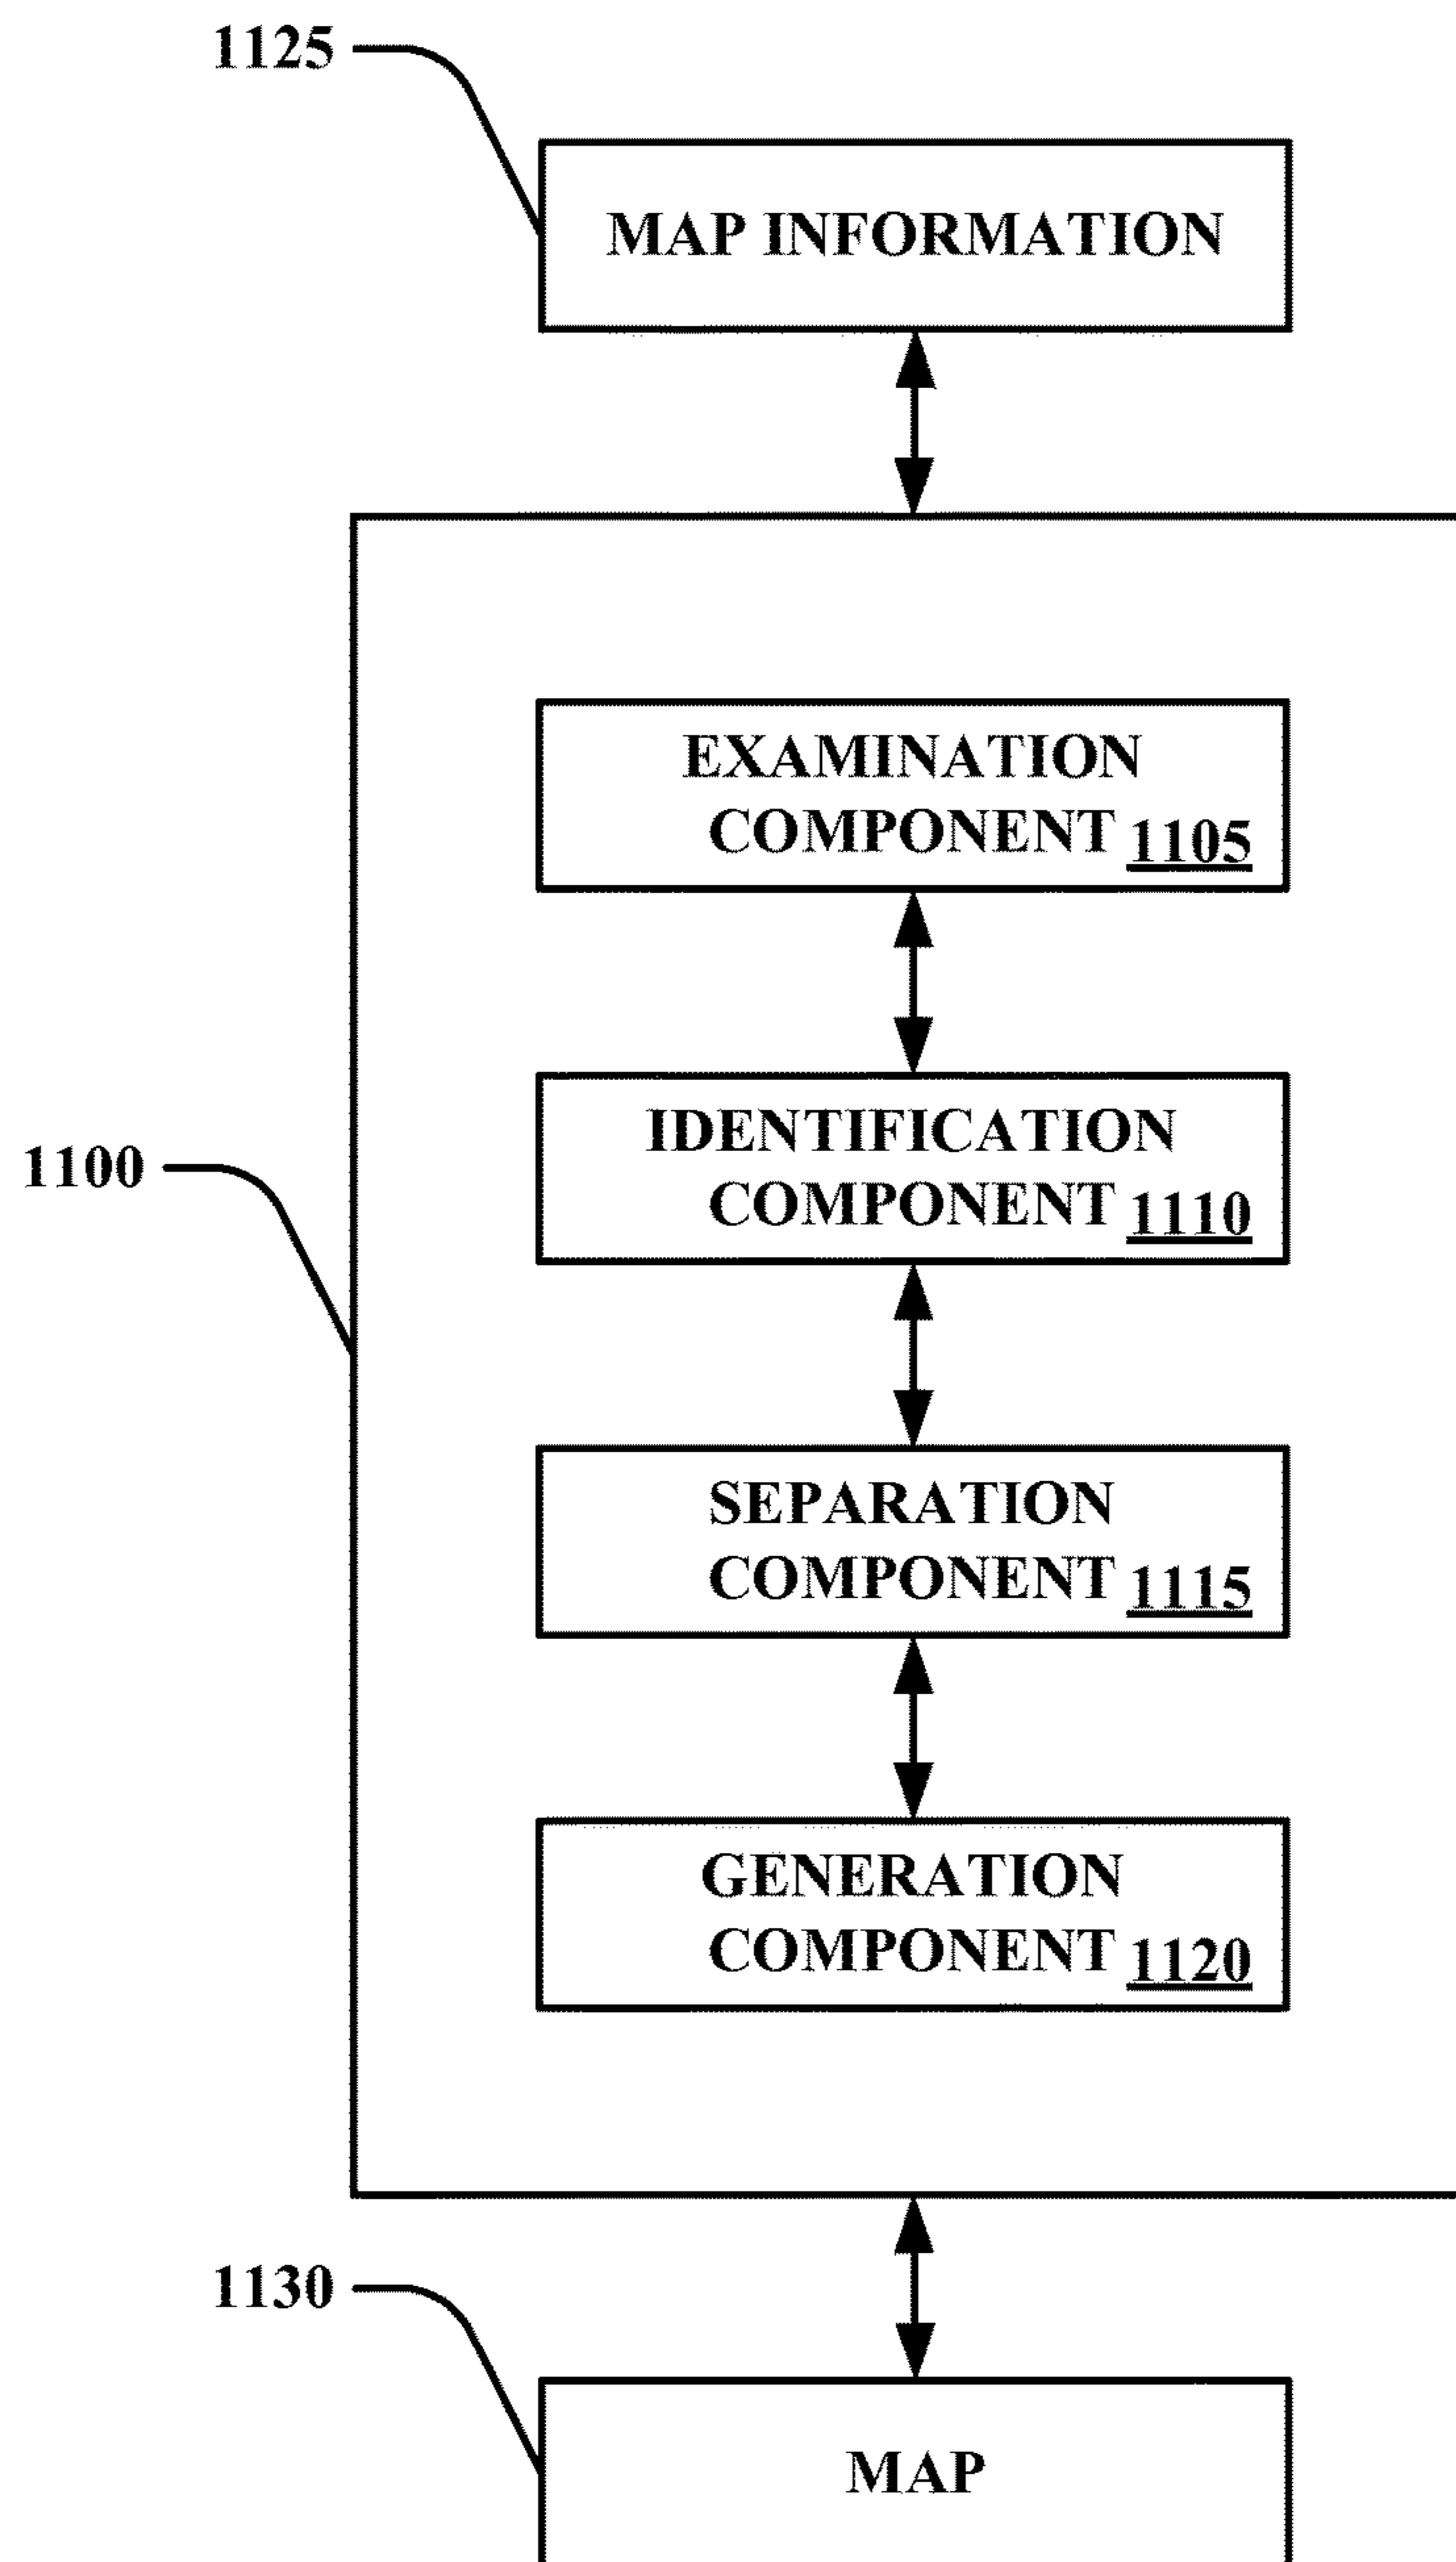 1125
MAP INFORMATION
EXAMINATION
COMPONENT 1105
IDENTIFICATION
COMPONENT 1110
1100
SEPARATION
COMPONENT 1115
GENERATION
COMPONENT 1120
1130
MAP